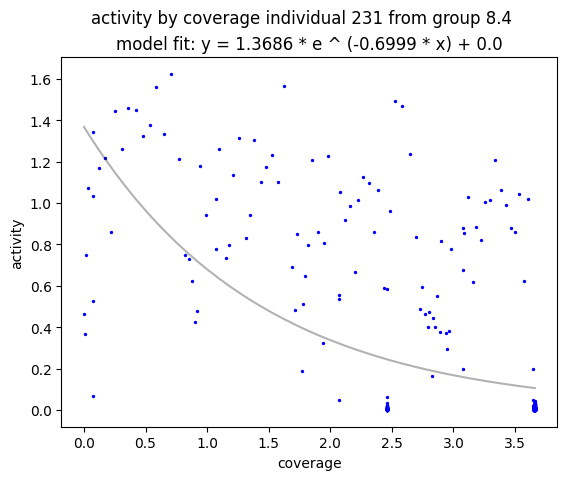 activity by coverage individual 231 from group 8.4
model fit: y = 1.3686 * e ^ (-0.6999 * x) + 0.0
1.6
1.4
1.2
1.0
0.8
0.6
0.4
0.2
0.0
activity
0.0 0.5 1.0 1.5 2.0 2.5 3.0 3.5
coverage